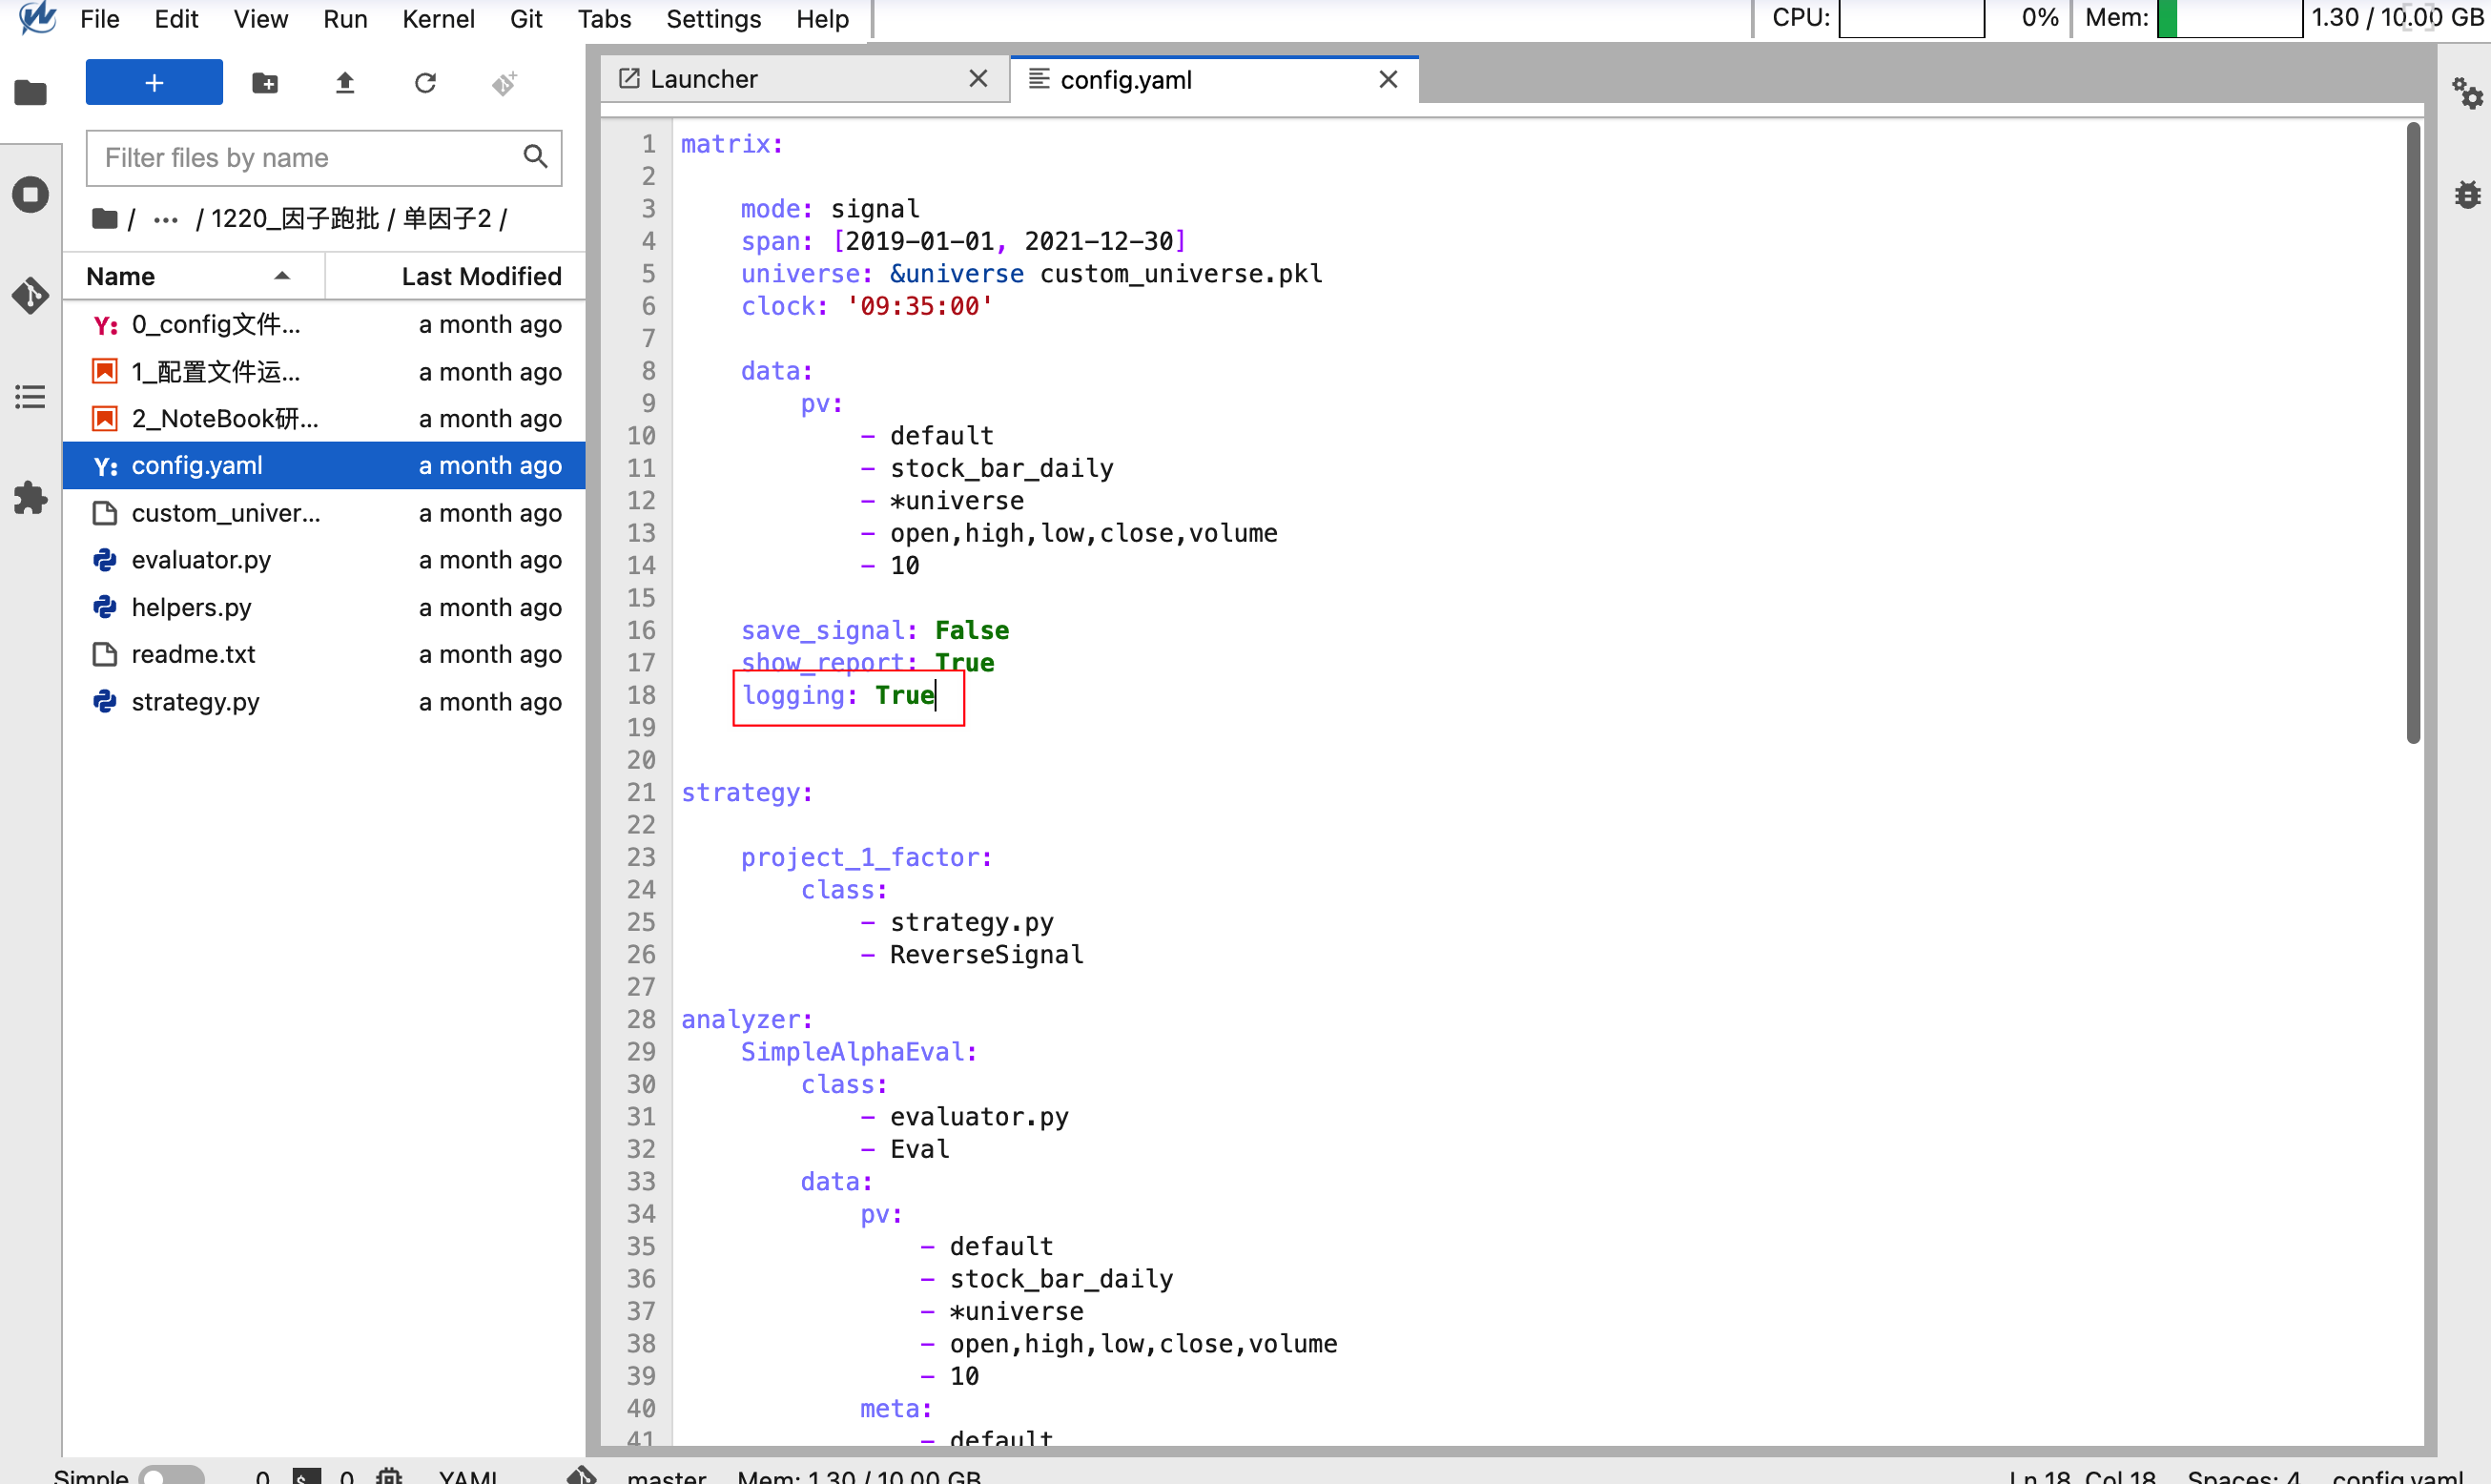 File Edit View Run Kernel Git Tabs Settings Help CPU: 0% Mem: 1.30 / 10.00 GB
Launcher config.yaml
Filter files by name
/ ··· / 1220_因子跑批 / 单因子2 /
Name Last Modified
0_config文件... a month ago
1_配置文件运... a month ago
2_NoteBook研... a month ago
config.yaml a month ago
custom_univer... a month ago
evaluator.py a month ago
helpers.py a month ago
readme.txt a month ago
strategy.py a month ago
1 matrix:
2
3 mode: signal
4 span: [2019-01-01, 2021-12-30]
5 universe: &universe custom_universe.pkl
6 clock: '09:35:00'
7
8 data:
9 pv:
10 - default
11 - stock_bar_daily
12 - *universe
13 - open,high,low,close,volume
14 - 10
15
16 save_signal: False
17 show_report: True
18 logging: True
19
20
21 strategy:
22
23 project_1_factor:
24 class:
25 - strategy.py
26 - ReverseSignal
27
28 analyzer:
29 SimpleAlphaEval:
30 class:
31 - evaluator.py
32 - Eval
33 data:
34 pv:
35 - default
36 - stock_bar_daily
37 - *universe
38 - open,high,low,close,volume
39 - 10
40 meta:
41 - default
Simple 0 0 YAML master Mem: 1.30 / 10.00 GB Ln 18, Col 18 Spaces: 4 config.yaml